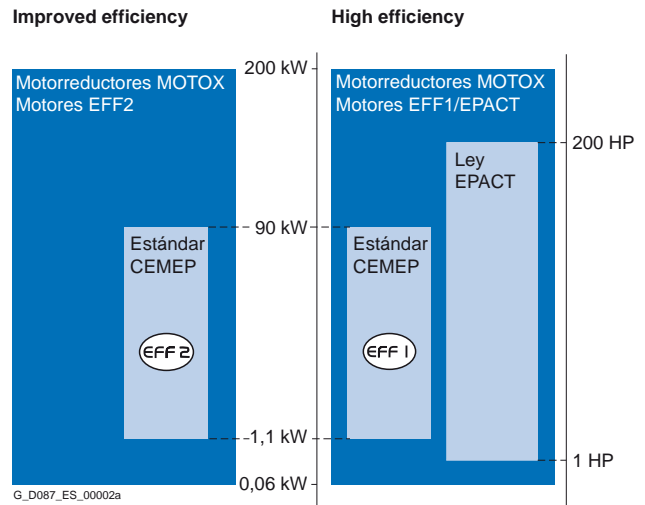 Improved efficiency
High efficiency
Motorreductores MOTOX
Motores EFF2
200 kW
Motorreductores MOTOX
Motores EFF1/EPACT
200 HP
Ley
EPACT
90 kW
Estándar
CEMEP
Estándar
CEMEP
EFF 2
EFF 1
1,1 kW
1 HP
0,06 kW
G_D087_ES_00002a